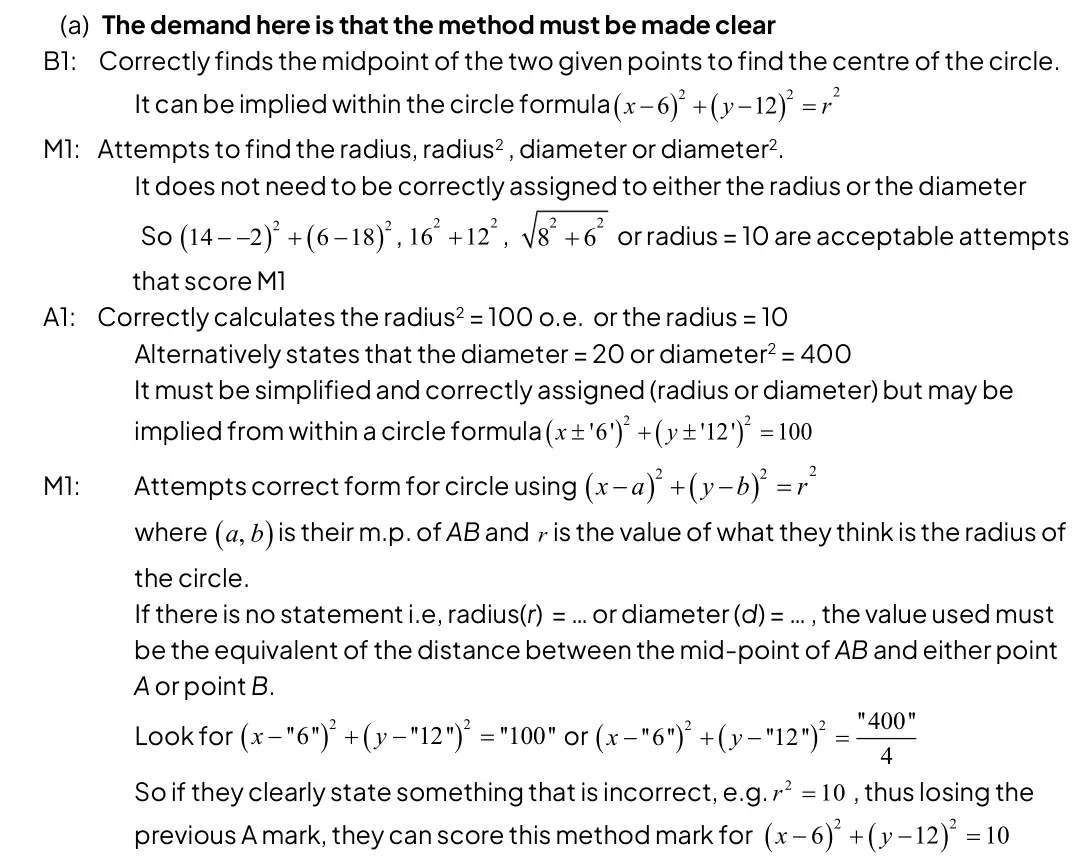 (a) The demand here is that the method must be made clear
B1: Correctly finds the midpoint of the two given points to find the centre of the circle.
It can be implied within the circle formula (x−6)² +(y−12)² = r²
M1: Attempts to find the radius, radius² , diameter or diameter².
It does not need to be correctly assigned to either the radius or the diameter
So (14−−2)² +(6−18)² , 16² +12² , √(8² +6²) or radius = 10 are acceptable attempts
that score M1
A1: Correctly calculates the radius² = 100 o.e. or the radius = 10
Alternatively states that the diameter = 20 or diameter² = 400
It must be simplified and correctly assigned (radius or diameter) but may be
implied from within a circle formula (x±'6')² +(y±'12')² =100
M1: Attempts correct form for circle using (x−a)² +(y−b)² = r²
where (a, b) is their m.p. of AB and r is the value of what they think is the radius of
the circle.
If there is no statement i.e, radius(r) = ... or diameter (d) = ... , the value used must
be the equivalent of the distance between the mid-point of AB and either point
A or point B.
Look for (x−"6")² +(y−"12")² = "100" or (x−"6")² +(y−"12")² = "400"/4
So if they clearly state something that is incorrect, e.g. r² = 10 , thus losing the
previous A mark, they can score this method mark for (x−6)² +(y−12)² =10